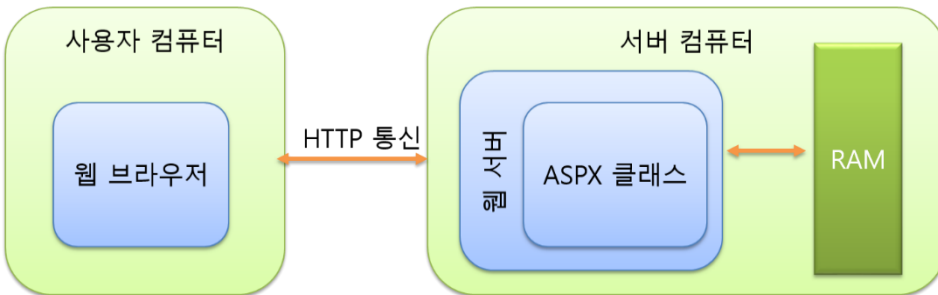 사용자 컴퓨터
웹 브라우저
HTTP 통신
서버 컴퓨터
웹 서버
ASPX 클래스
RAM